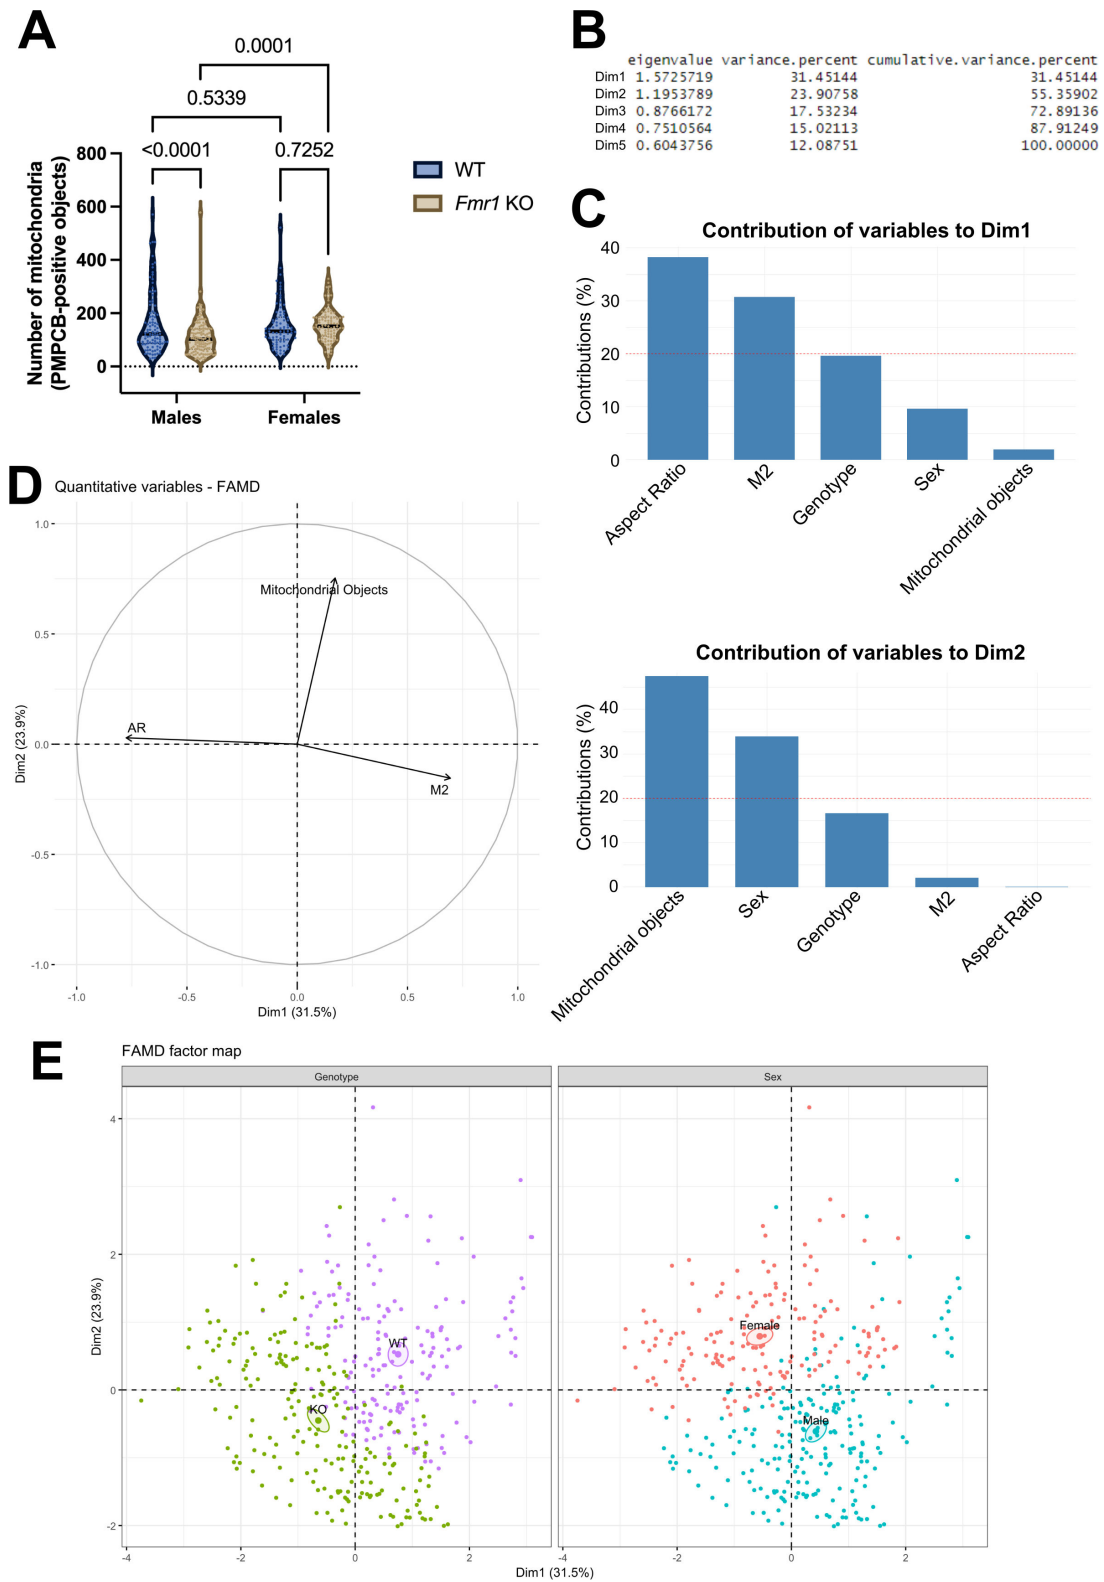 A
0.0001
0.5339
<0.0001
0.7252
Number of mitochondria
(PMPCB-positive objects)
800
600
400
200
0
Males
Females
WT
Fmr1 KO
B
eigenvalue variance.percent cumulative.variance.percent
Dim1 1.5725719 31.45144 31.45144
Dim2 1.1953789 23.90758 55.35902
Dim3 0.8766172 17.53234 72.89136
Dim4 0.7510564 15.02113 87.91249
Dim5 0.6043756 12.08751 100.00000
C
Contribution of variables to Dim1
Contributions (%)
40
30
20
10
0
Aspect Ratio
M2
Genotype
Sex
Mitochondrial objects
Contribution of variables to Dim2
Contributions (%)
40
30
20
10
0
Mitochondrial objects
Sex
Genotype
M2
Aspect Ratio
D
Quantitative variables - FAMD
Dim2 (23.9%)
1.0
0.5
0.0
-0.5
-1.0
Mitochondrial Objects
AR
M2
-1.0
-0.5
0.0
0.5
1.0
Dim1 (31.5%)
E
FAMD factor map
Genotype
Sex
Dim2 (23.9%)
4
2
0
-2
WT
KO
Female
Male
-4
-2
0
2
-4
-2
0
2
Dim1 (31.5%)